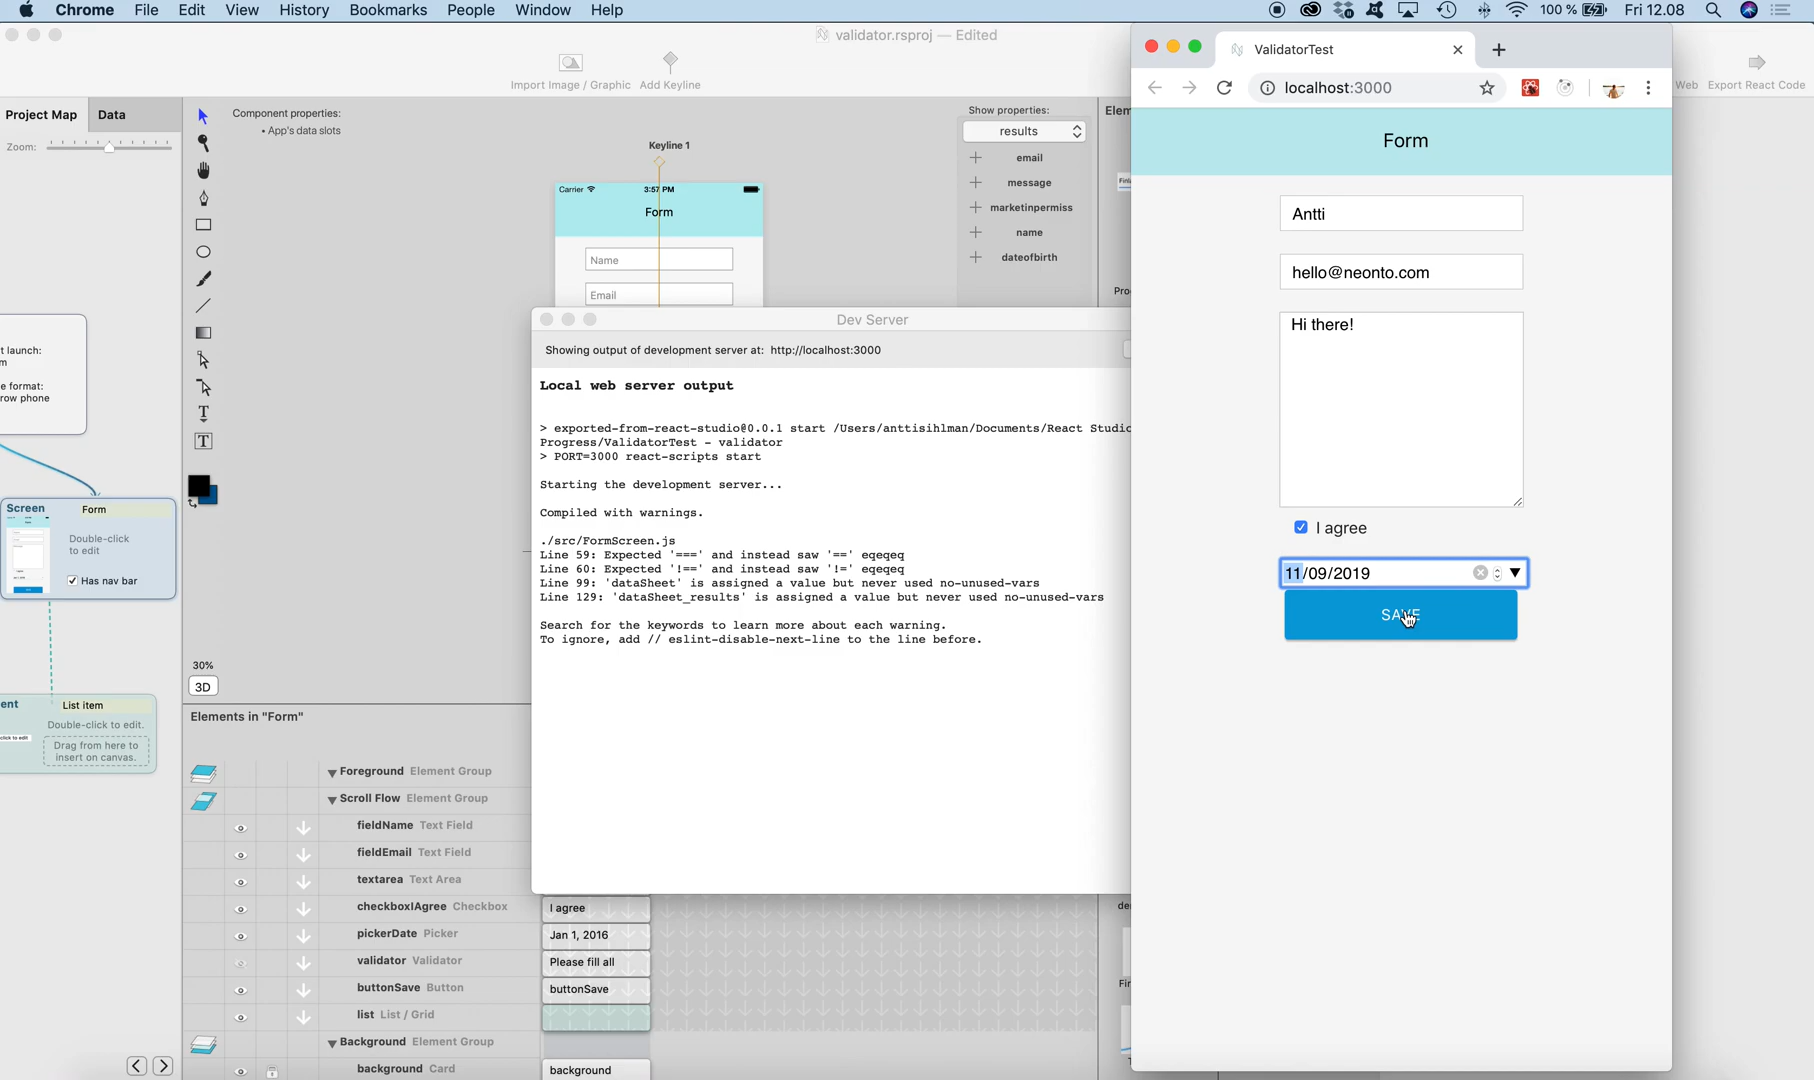 Chrome File Edit View History Bookmarks People Window Help
100 % Fri 12.08
validator.rsproj — Edited
Import Image / Graphic Add Keyline
Web Export React Code
Project Map Data
Zoom:
Component properties:
• App's data slots
Keyline 1
Carrier 3:57 PM
Form
Name
Email
Show properties:
results
email
message
marketinpermiss
name
dateofbirth
Elem
ValidatorTest
localhost:3000
Form
Antti
hello@neonto.com
Hi there!
I agree
11/09/2019
SAVE
Dev Server
Showing output of development server at: http://localhost:3000
Local web server output
> exported-from-react-studio@0.0.1 start /Users/anttisihlman/Documents/React Studio
Progress/ValidatorTest - validator
> PORT=3000 react-scripts start
Starting the development server...
Compiled with warnings.
./src/FormScreen.js
Line 59: Expected '===' and instead saw '==' eqeqeq
Line 60: Expected '!==' and instead saw '!=' eqeqeq
Line 99: 'dataSheet' is assigned a value but never used no-unused-vars
Line 129: 'dataSheet_results' is assigned a value but never used no-unused-vars
Search for the keywords to learn more about each warning.
To ignore, add // eslint-disable-next-line to the line before.
t launch:
m
e format:
row phone
Screen Form
Double-click
to edit
Has nav bar
ent List item
Double-click to edit.
Drag from here to
insert on canvas.
30%
3D
Elements in "Form"
Foreground Element Group
Scroll Flow Element Group
fieldName Text Field
fieldEmail Text Field
textarea Text Area
checkboxIAgree Checkbox I agree
pickerDate Picker Jan 1, 2016
validator Validator Please fill all
buttonSave Button buttonSave
list List / Grid
Background Element Group
background Card background